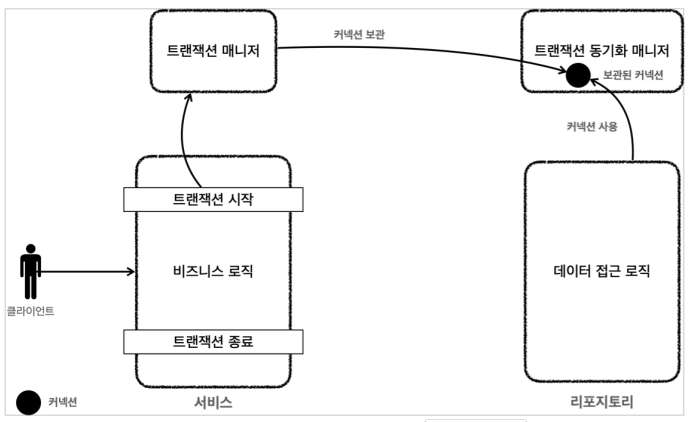 커넥션 보관
트랜잭션 매니저
트랜잭션 동기화 매니저
보관된 커넥션
커넥션 사용
트랜잭션 시작
비즈니스 로직
데이터 접근 로직
클라이언트
트랜잭션 종료
커넥션
서비스
리포지토리